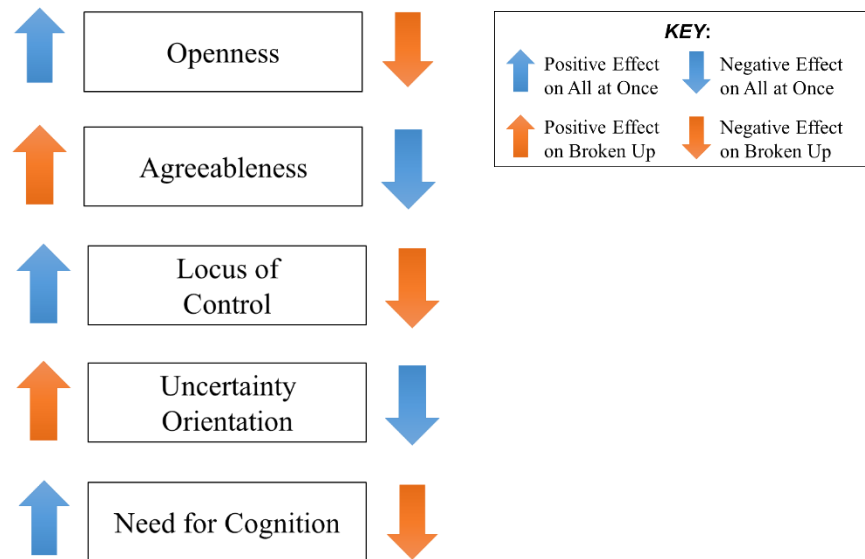 Openness
Agreeableness
Locus of
Control
Uncertainty
Orientation
Need for Cognition
KEY:
Positive Effect
on All at Once
Negative Effect
on All at Once
Positive Effect
on Broken Up
Negative Effect
on Broken Up